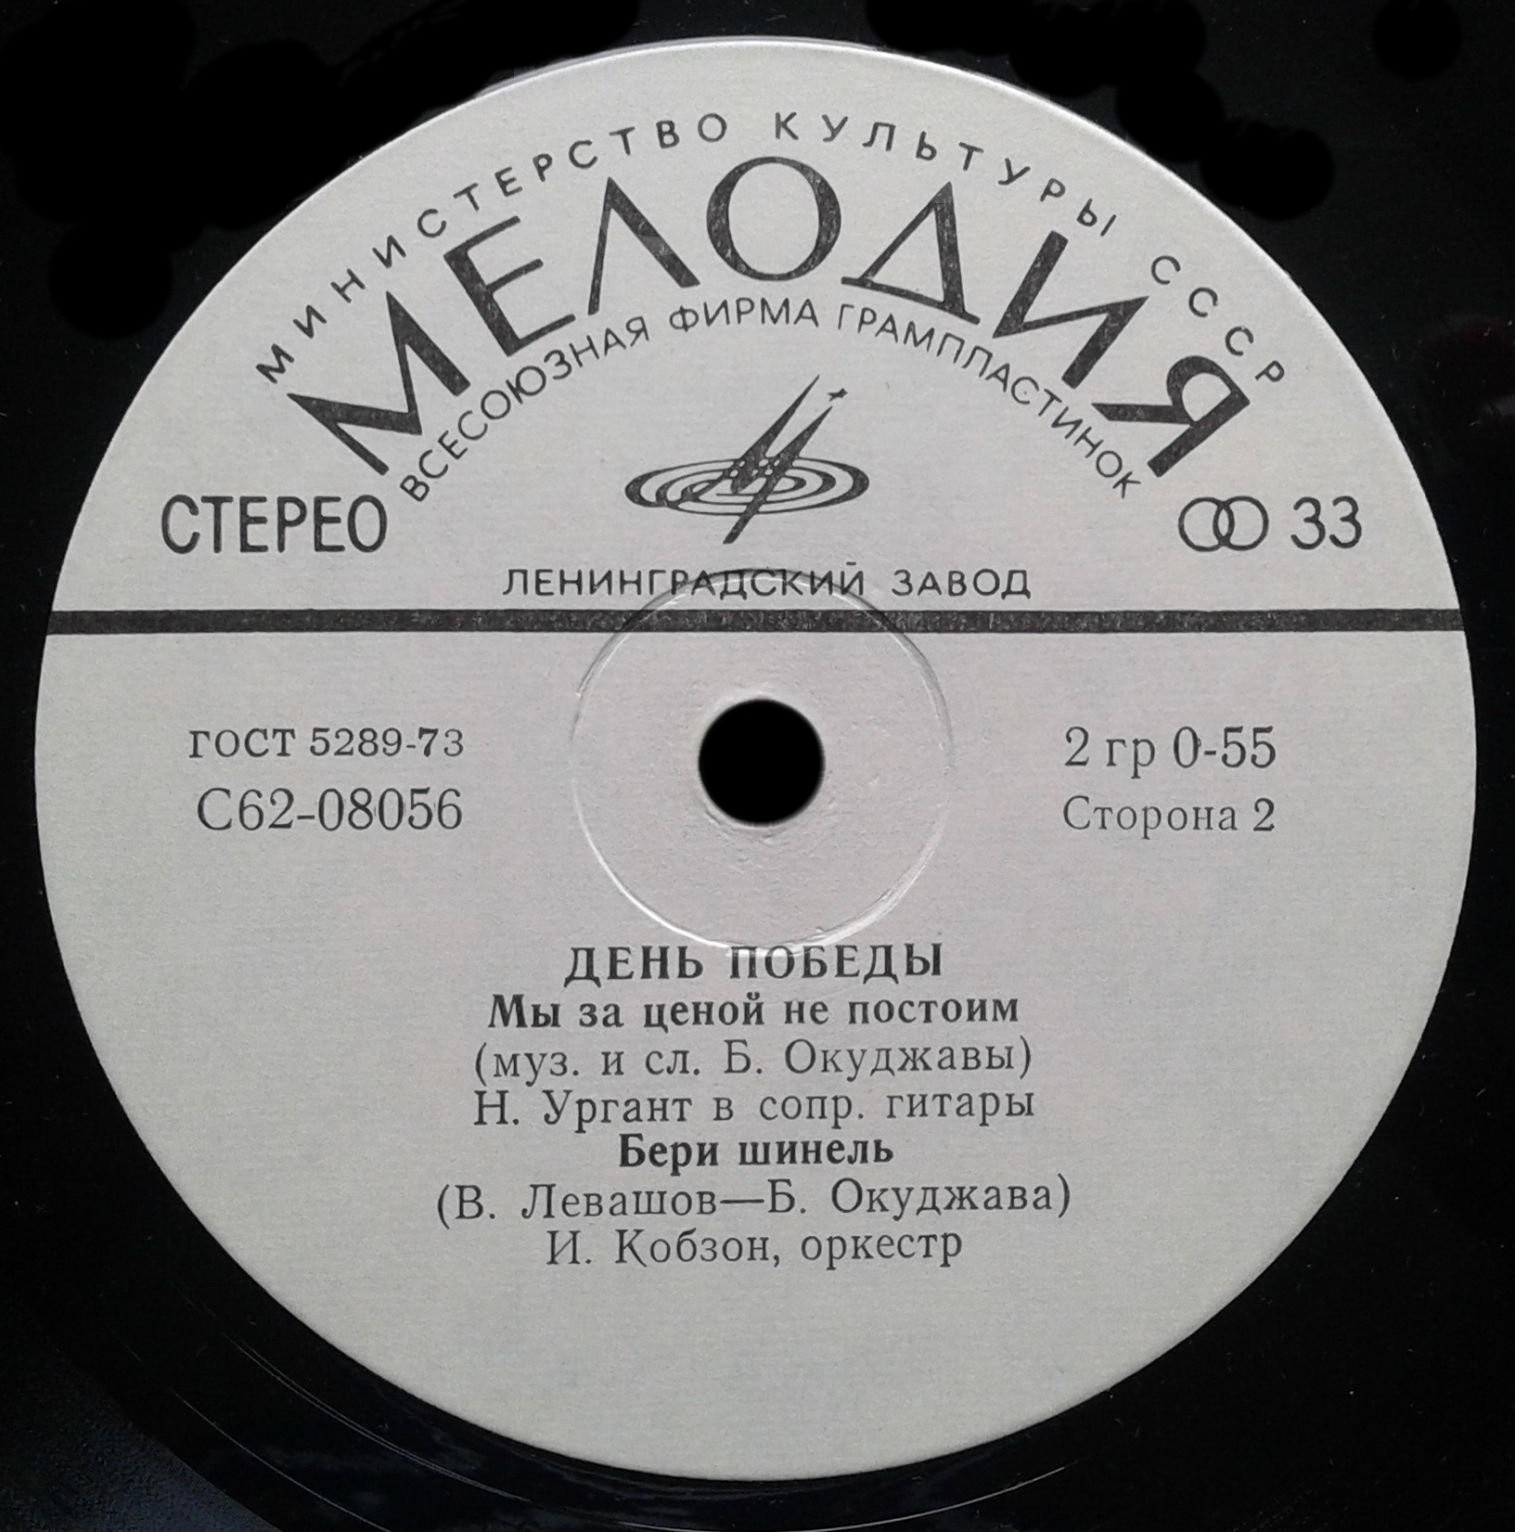 МИНИСТЕРСТВО КУЛЬТУРЫ СССР
МЕЛОДИЯ
ВСЕСОЮЗНАЯ ФИРМА ГРАМПЛАСТИНОК
СТЕРЕО
33
ЛЕНИНГРАДСКИЙ ЗАВОД
ГОСТ 5289-73
2 гр 0-55
С62-08056
Сторона 2
ДЕНЬ ПОБЕДЫ
Мы за ценой не постоим
(муз. и сл. Б. Окуджавы)
Н. Ургант в сопр. гитары
Бери шинель
(В. Левашов—Б. Окуджава)
И. Кобзон, оркестр